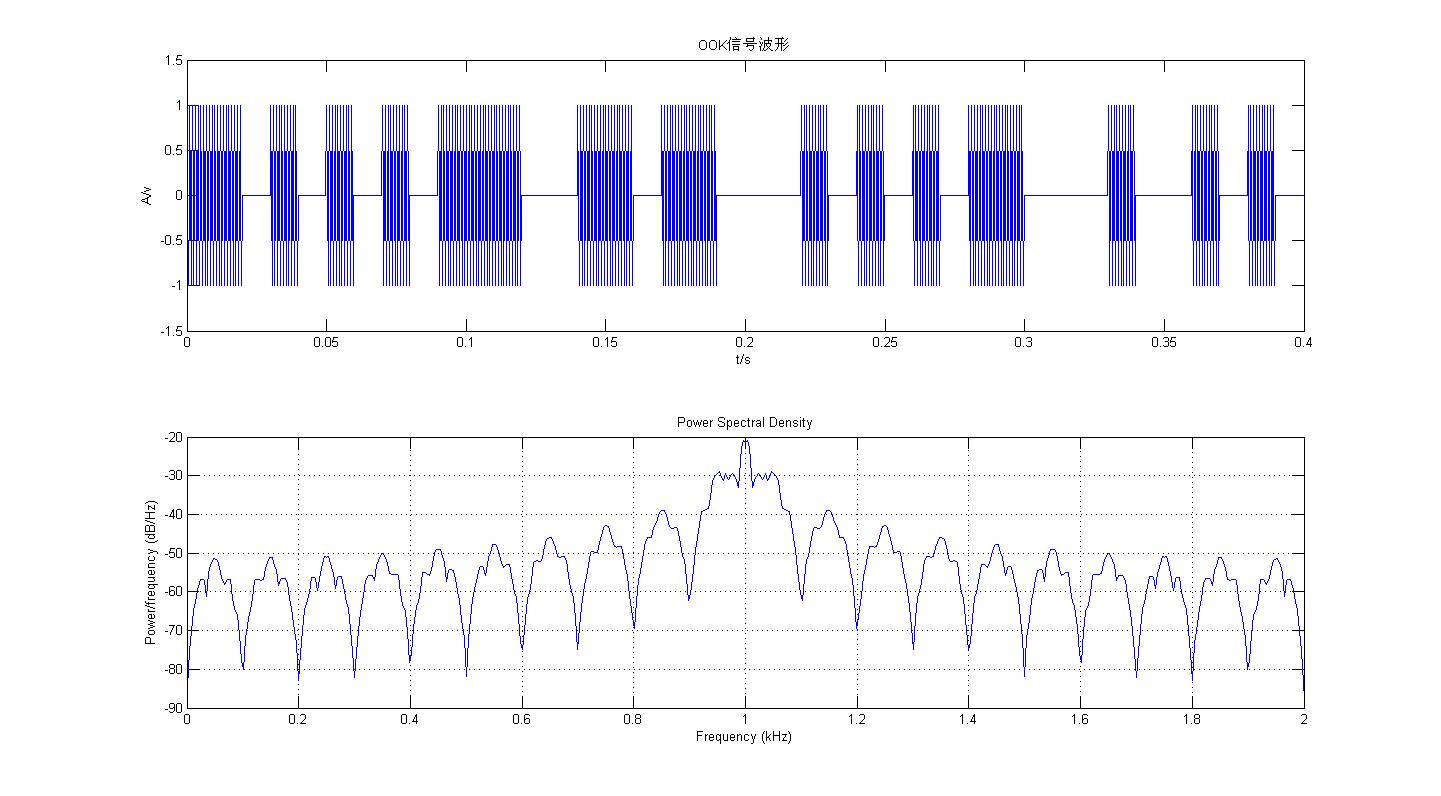 OOK信号波形
1.5
1
0.5
0
-0.5
-1
-1.5
A/v
0 0.05 0.1 0.15 0.2 0.25 0.3 0.35 0.4
t/s
Power Spectral Density
-20
-30
-40
-50
-60
-70
-80
-90
Power/frequency (dB/Hz)
0 0.2 0.4 0.6 0.8 1 1.2 1.4 1.6 1.8 2
Frequency (kHz)